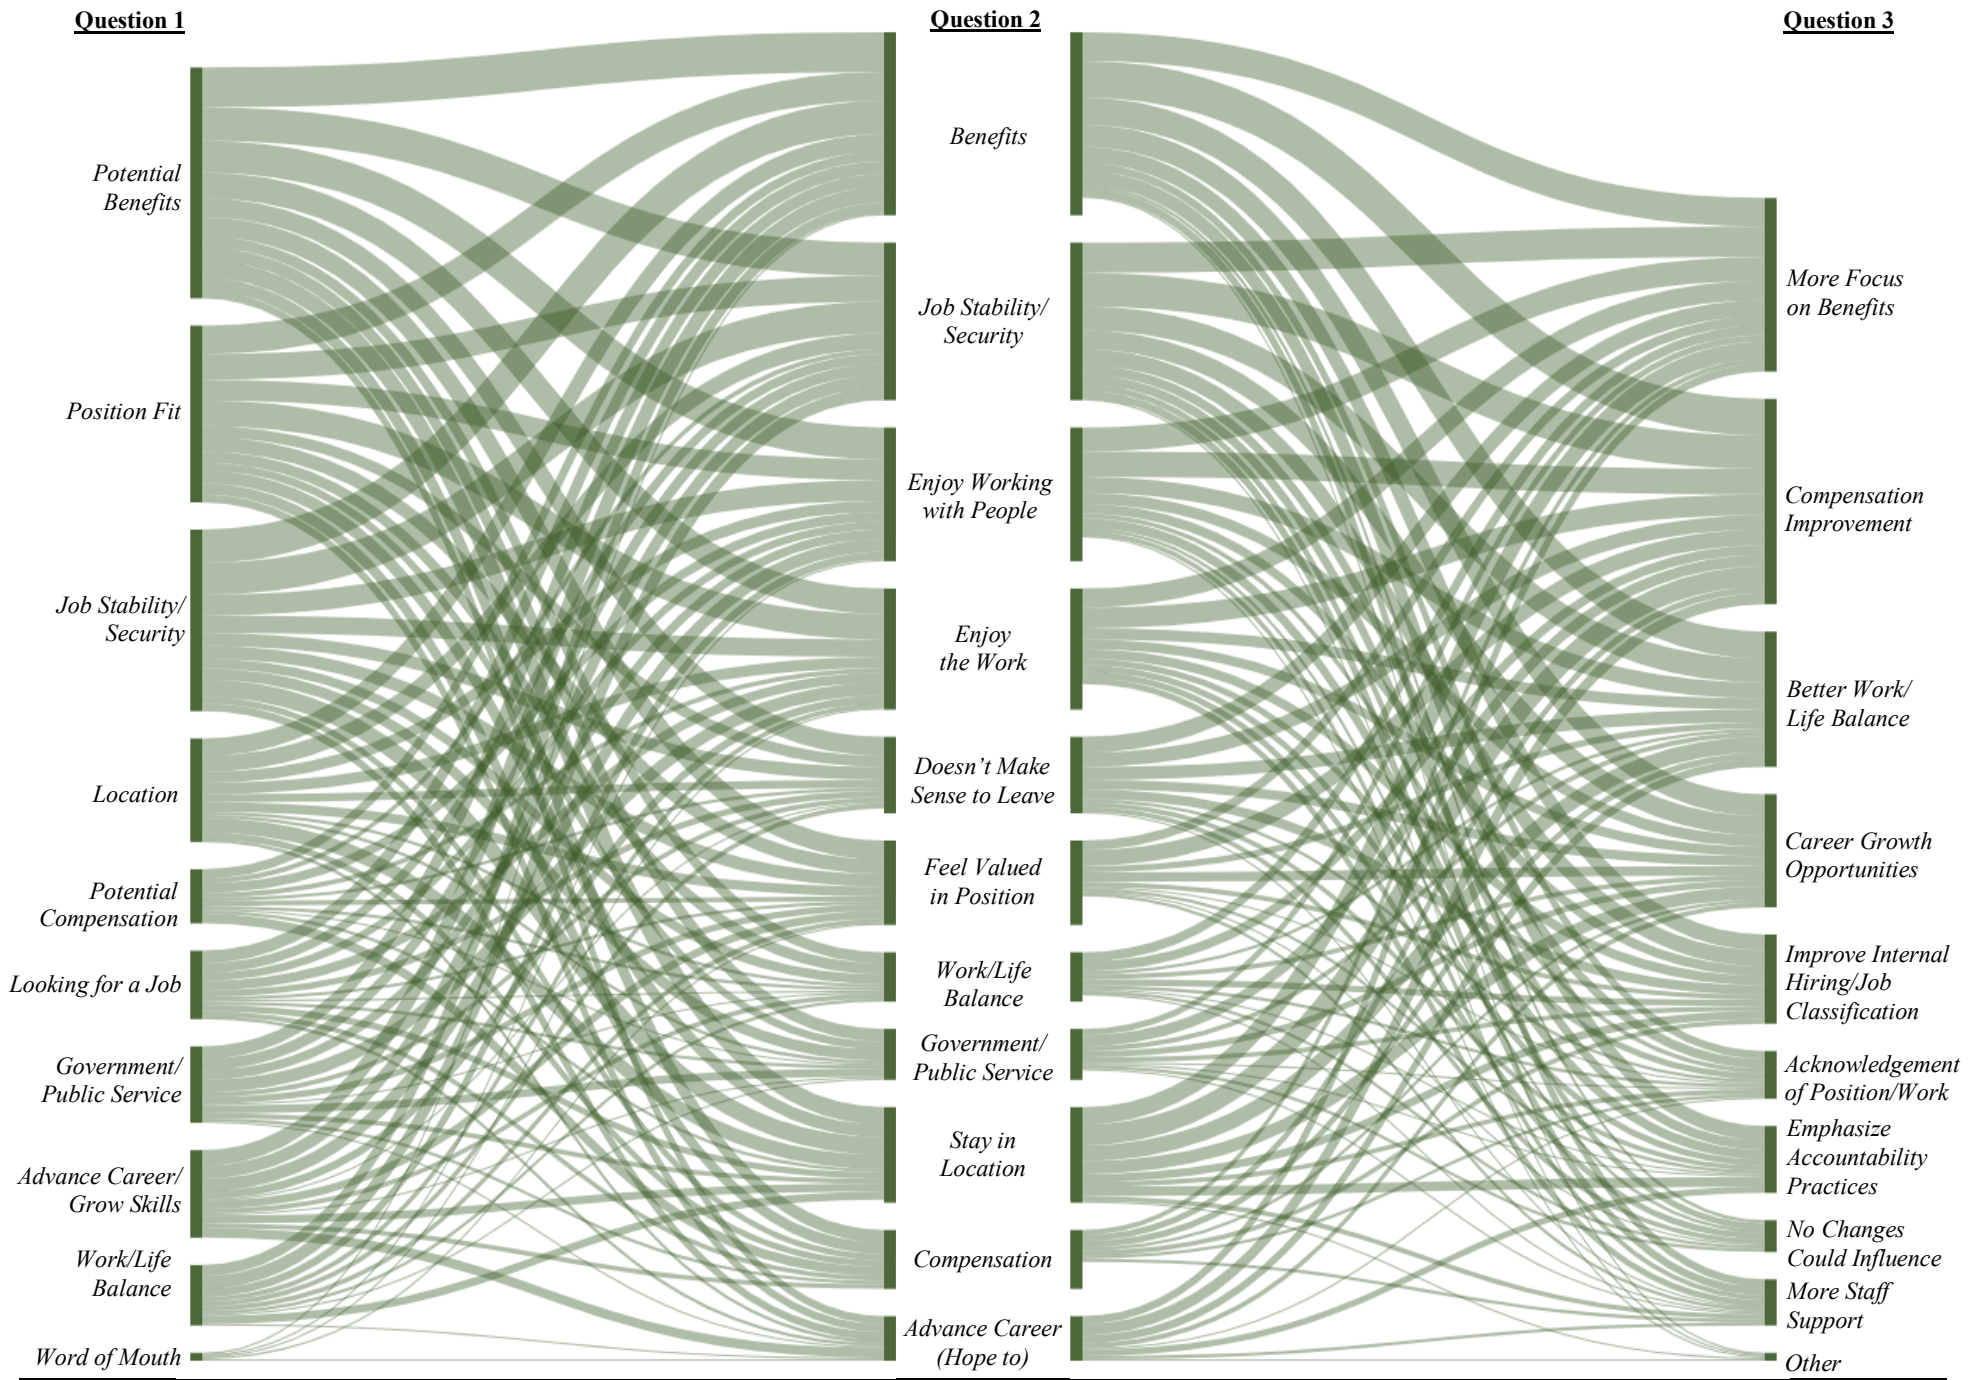 Question 1
Potential
Benefits
Position Fit
Job Stability/
Security
Location
Potential
Compensation
Looking for a Job
Government/
Public Service
Advance Career/
Grow Skills
Work/Life
Balance
Word of Mouth
Question 2
Benefits
Job Stability/
Security
Enjoy Working
with People
Enjoy
the Work
Doesn’t Make
Sense to Leave
Feel Valued
in Position
Work/Life
Balance
Government/
Public Service
Stay in
Location
Compensation
Advance Career
(Hope to)
Question 3
More Focus
on Benefits
Compensation
Improvement
Better Work/
Life Balance
Career Growth
Opportunities
Improve Internal
Hiring/Job
Classification
Acknowledgement
of Position/Work
Emphasize
Accountability
Practices
No Changes
Could Influence
More Staff
Support
Other